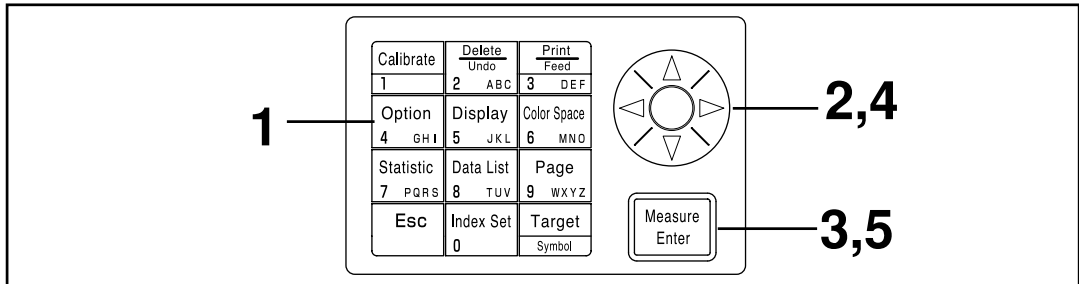 Calibrate
1
Delete
Undo
2 ABC
Print
Feed
3 DEF
Option
4 GHI
Display
5 JKL
Color Space
6 MNO
Statistic
7 PQRS
Data List
8 TUV
Page
9 WXYZ
Esc
Index Set
0
Target
Symbol
Measure
Enter
1
2,4
3,5